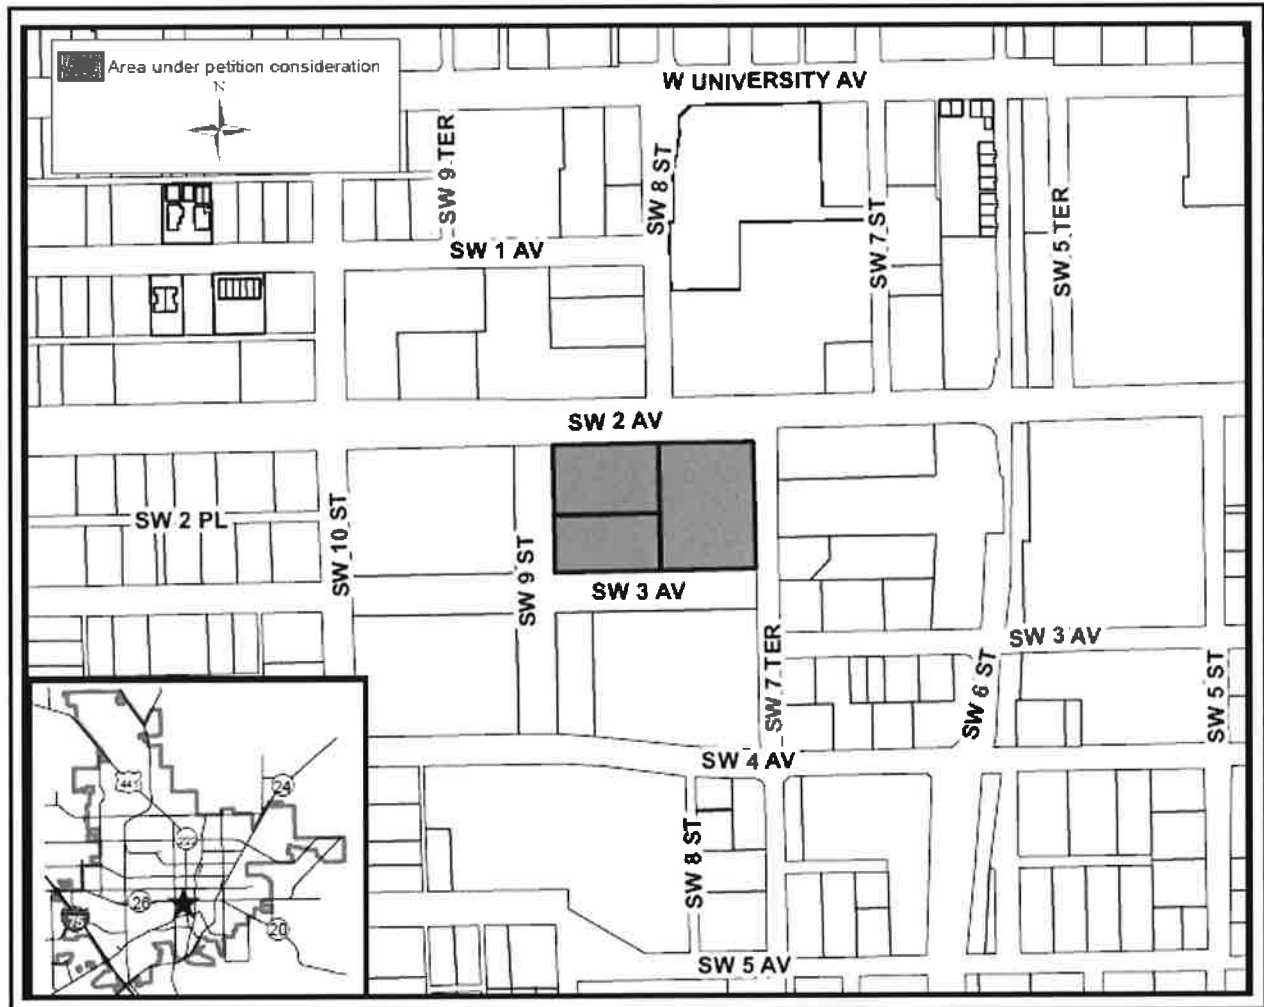 Area under petition consideration
N
W UNIVERSITY AV
SW 9 TER
SW 8 ST
SW 7 ST
SW 5 TER
SW 1 AV
SW 2 AV
SW 2 PL
SW 10 ST
SW 9 ST
SW 3 AV
SW 7 TER
SW 3 AV
SW 6 ST
SW 5 ST
SW 4 AV
SW 8 ST
SW 5 AV
441
24
222
26
75
20